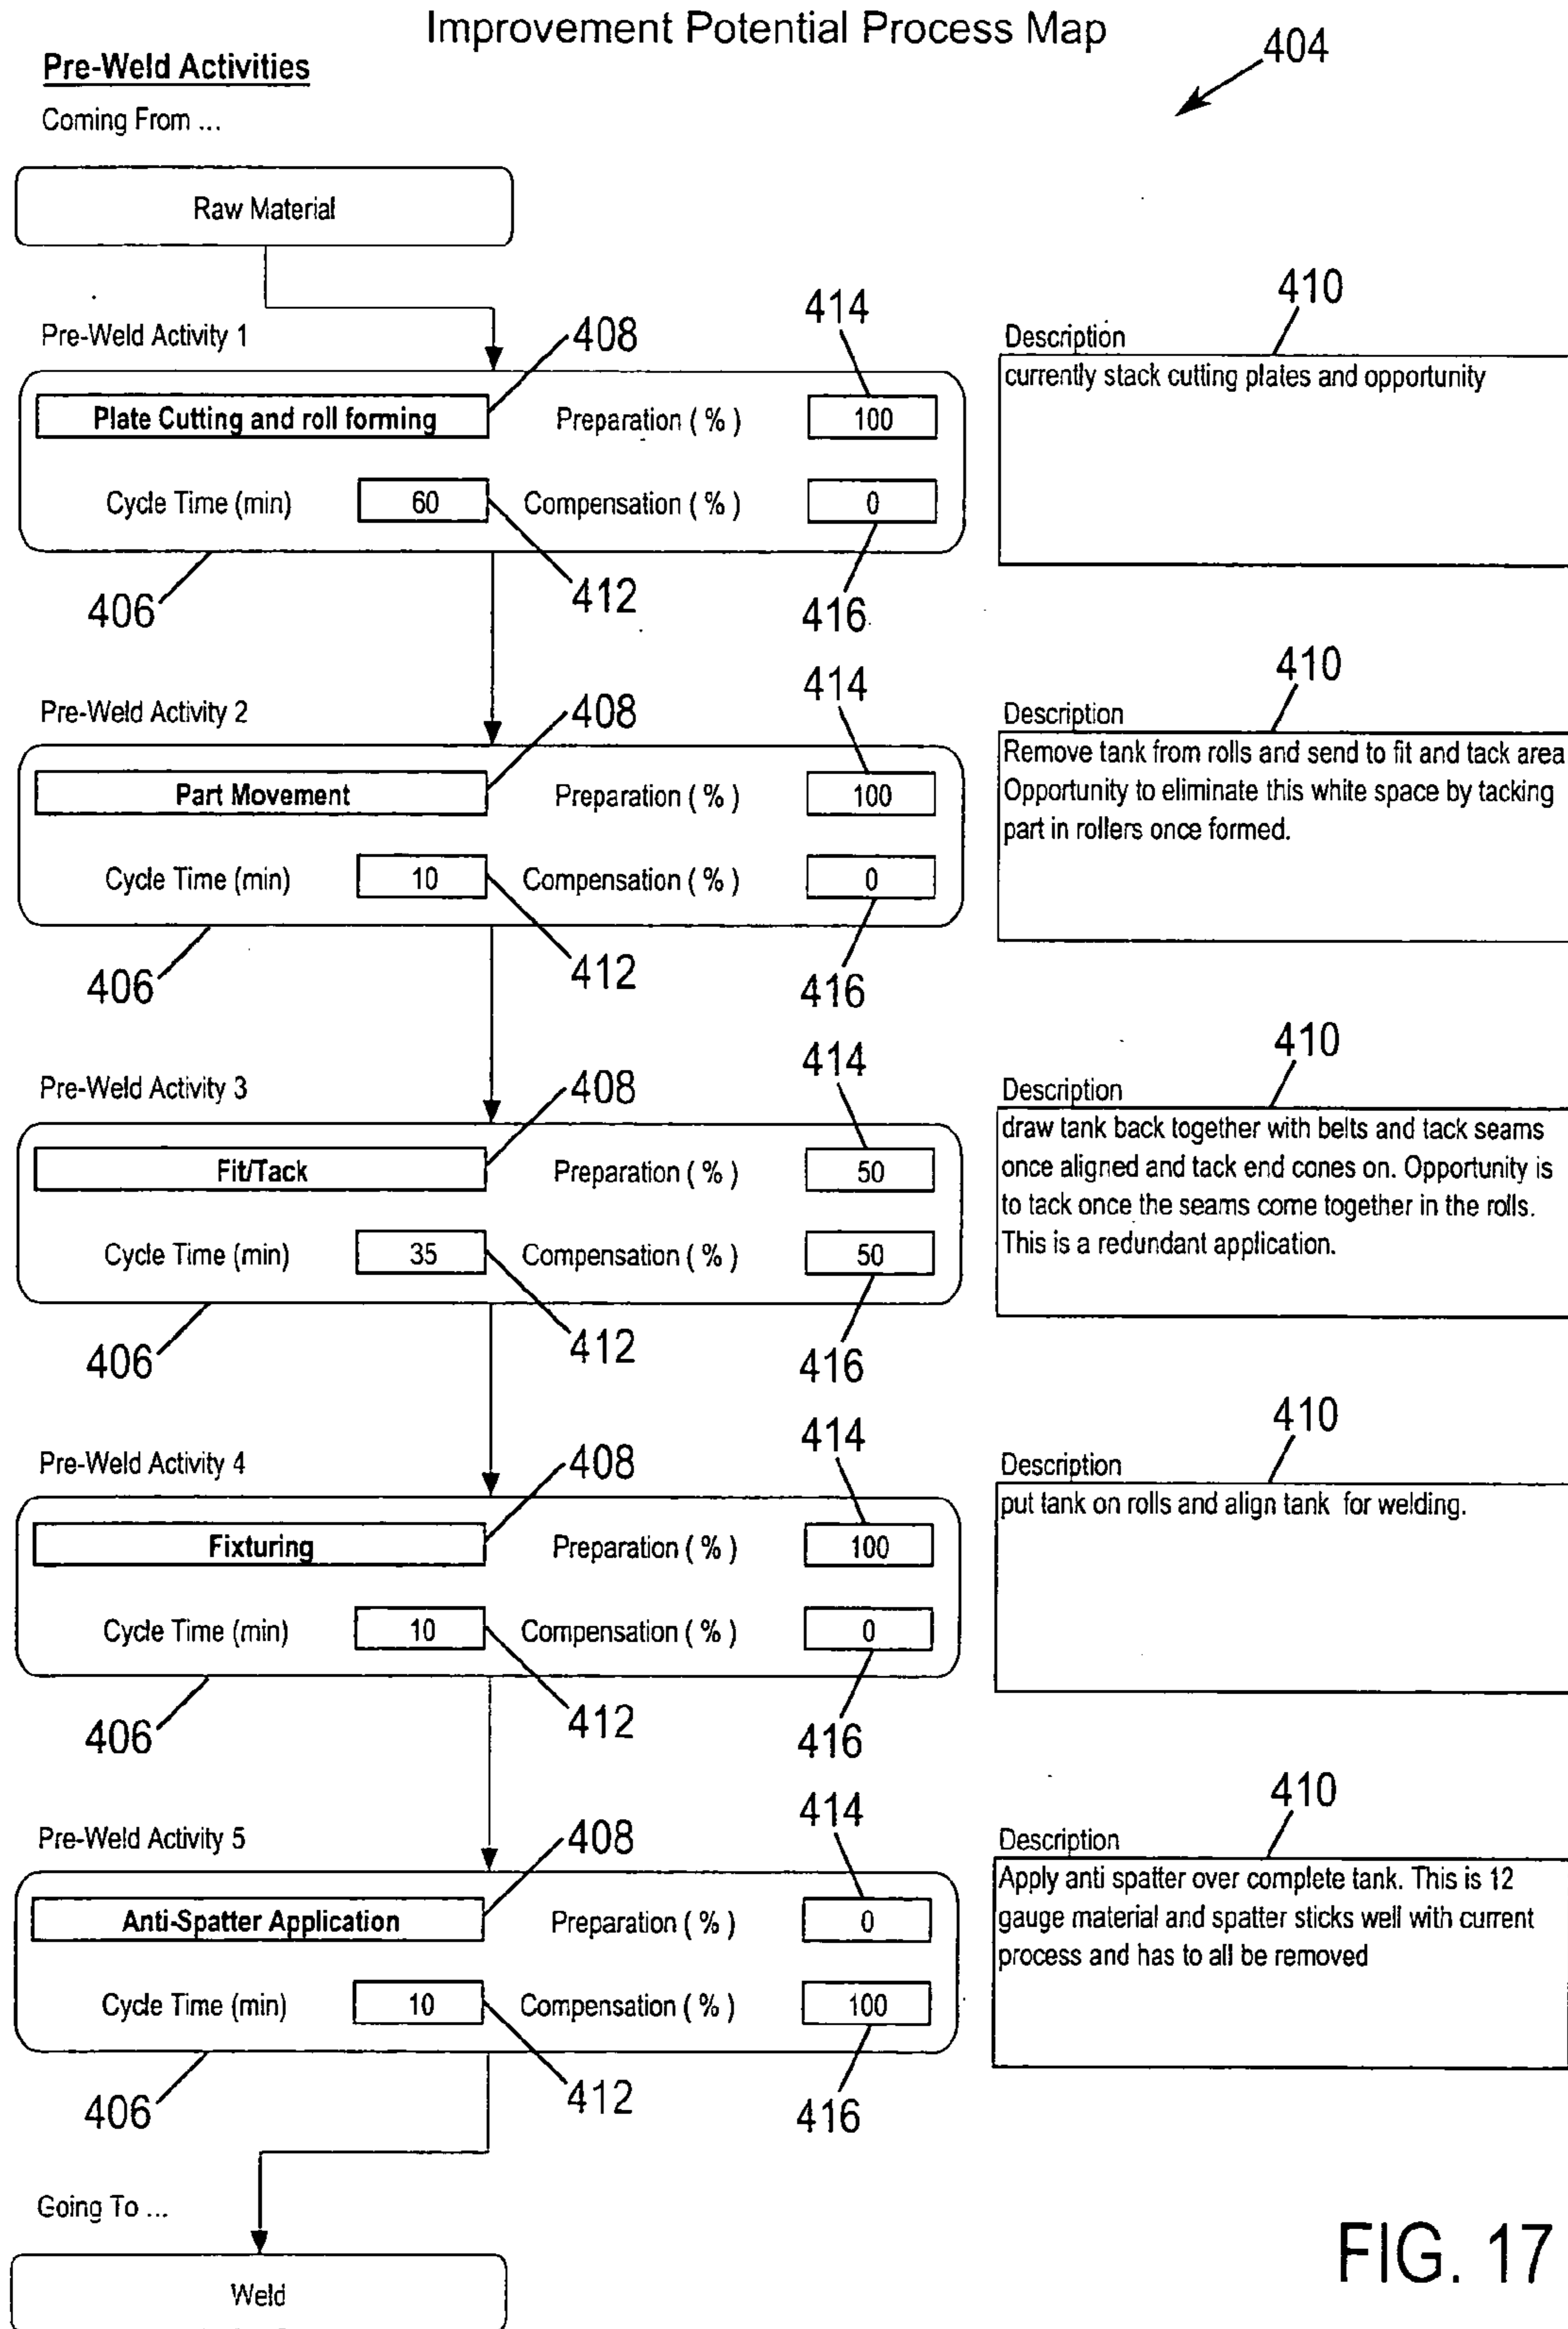 Improvement Potential Process Map
404
Pre-Weld Activities
Coming From ...
Raw Material
Pre-Weld Activity 1
408
414
Description
410
Plate Cutting and roll forming
Preparation ( % )
100
currently stack cutting plates and opportunity
Cycle Time (min)
60
Compensation ( % )
0
406
412
416
Pre-Weld Activity 2
408
414
Description
410
Part Movement
Preparation ( % )
100
Remove tank from rolls and send to fit and tack area
Opportunity to eliminate this white space by tacking
part in rollers once formed.
Cycle Time (min)
10
Compensation ( % )
0
406
412
416
Pre-Weld Activity 3
408
414
Description
410
Fit/Tack
Preparation ( % )
50
draw tank back together with belts and tack seams
once aligned and tack end cones on. Opportunity is
to tack once the seams come together in the rolls.
This is a redundant application.
Cycle Time (min)
35
Compensation ( % )
50
406
412
416
Pre-Weld Activity 4
408
414
Description
410
Fixturing
Preparation ( % )
100
put tank on rolls and align tank for welding.
Cycle Time (min)
10
Compensation ( % )
0
406
412
416
Pre-Weld Activity 5
408
414
Description
410
Anti-Spatter Application
Preparation ( % )
0
Apply anti spatter over complete tank. This is 12
gauge material and spatter sticks well with current
process and has to all be removed
Cycle Time (min)
10
Compensation ( % )
100
406
412
416
Going To ...
Weld
FIG. 17